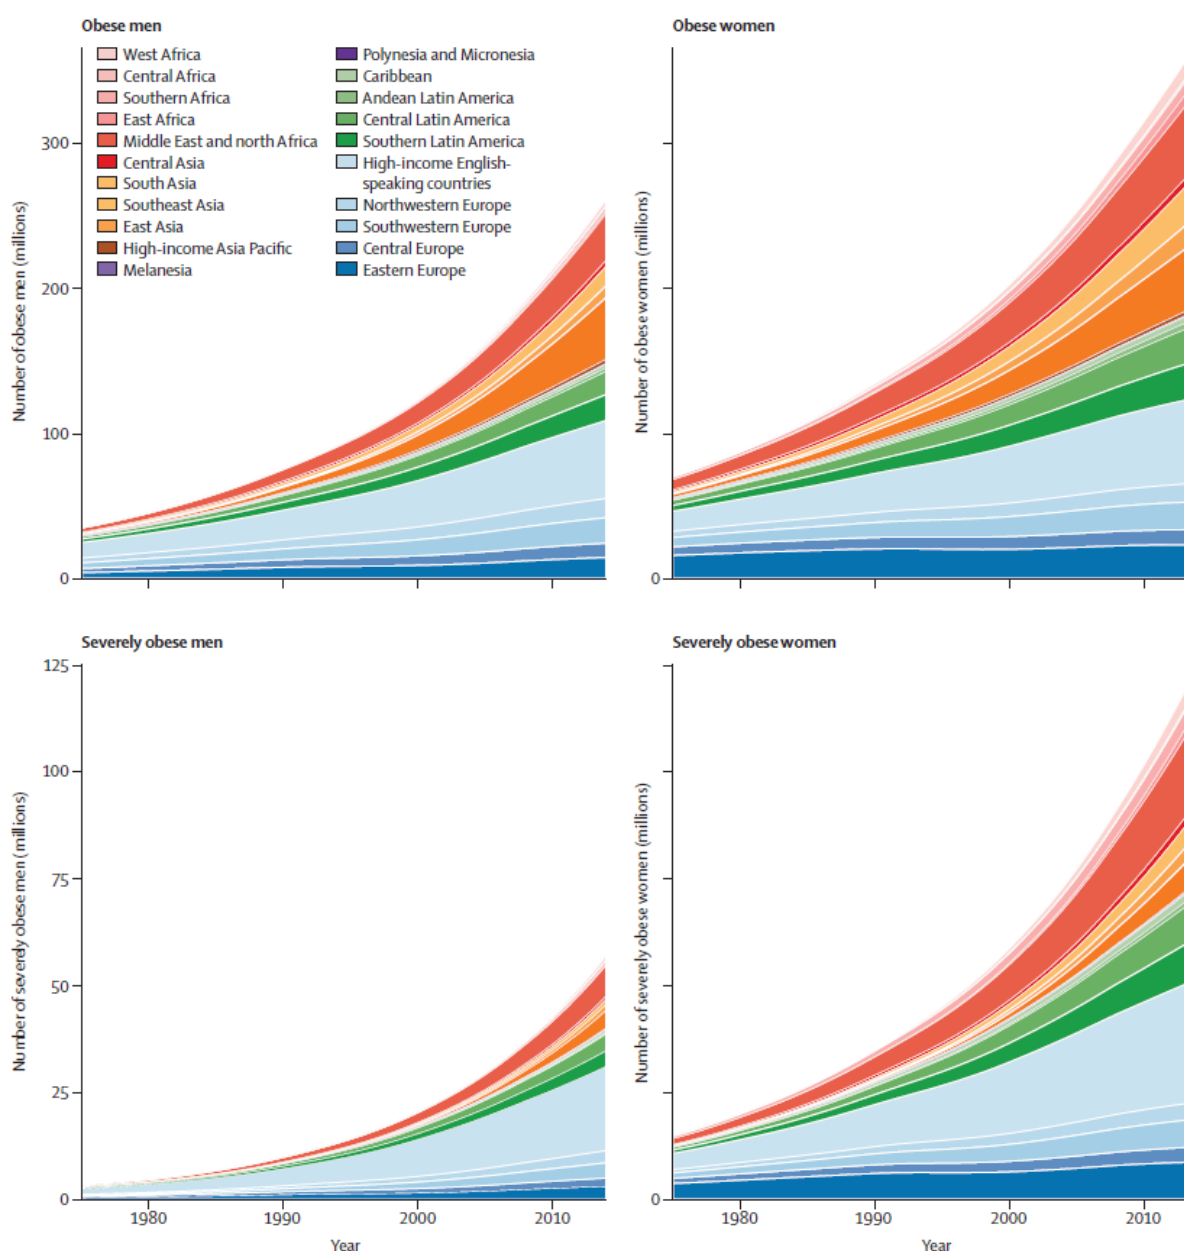 Obese men
West Africa
Central Africa
Southern Africa
East Africa
Middle East and north Africa
Central Asia
South Asia
Southeast Asia
East Asia
High-income Asia Pacific
Melanesia
Polynesia and Micronesia
Caribbean
Andean Latin America
Central Latin America
Southern Latin America
High-income English-
speaking countries
Northwestern Europe
Southwestern Europe
Central Europe
Eastern Europe
Number of obese men (millions)
300
200
100
0
Obese women
Number of obese women (millions)
0
Severely obese men
Number of severely obese men (millions)
125
100
75
50
25
0
1980
1990
2000
2010
Year
Severely obese women
Number of severely obese women (millions)
0
1980
1990
2000
2010
Year